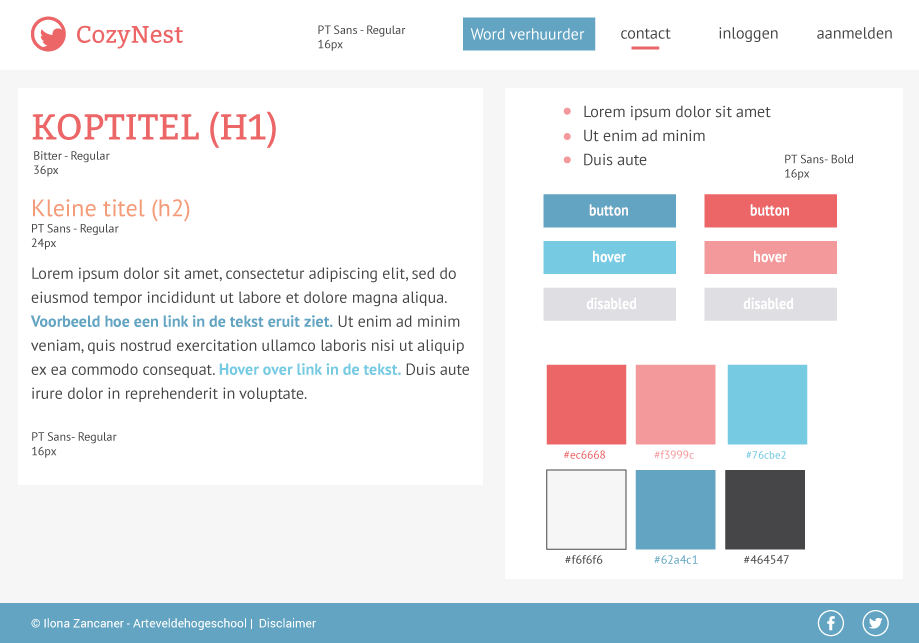 CozyNest
PT Sans - Regular
16px
Word verhuurder
contact
inloggen
aanmelden
KOPTITEL (H1)
Bitter - Regular
36px
Kleine titel (h2)
PT Sans - Regular
24px
Lorem ipsum dolor sit amet, consectetur adipiscing elit, sed do
eiusmod tempor incididunt ut labore et dolore magna aliqua.
Voorbeeld hoe een link in de tekst eruit ziet. Ut enim ad minim
veniam, quis nostrud exercitation ullamco laboris nisi ut aliquip
ex ea commodo consequat. Hover over link in de tekst. Duis aute
irure dolor in reprehenderit in voluptate.
PT Sans- Regular
16px
Lorem ipsum dolor sit amet
Ut enim ad minim
Duis aute
PT Sans- Bold
16px
button
button
hover
hover
disabled
disabled
#ec6668
#f3999c
#76cbe2
#f6f6f6
#62a4c1
#464547
© Ilona Zancaner - Arteveldehogeschool | Disclaimer